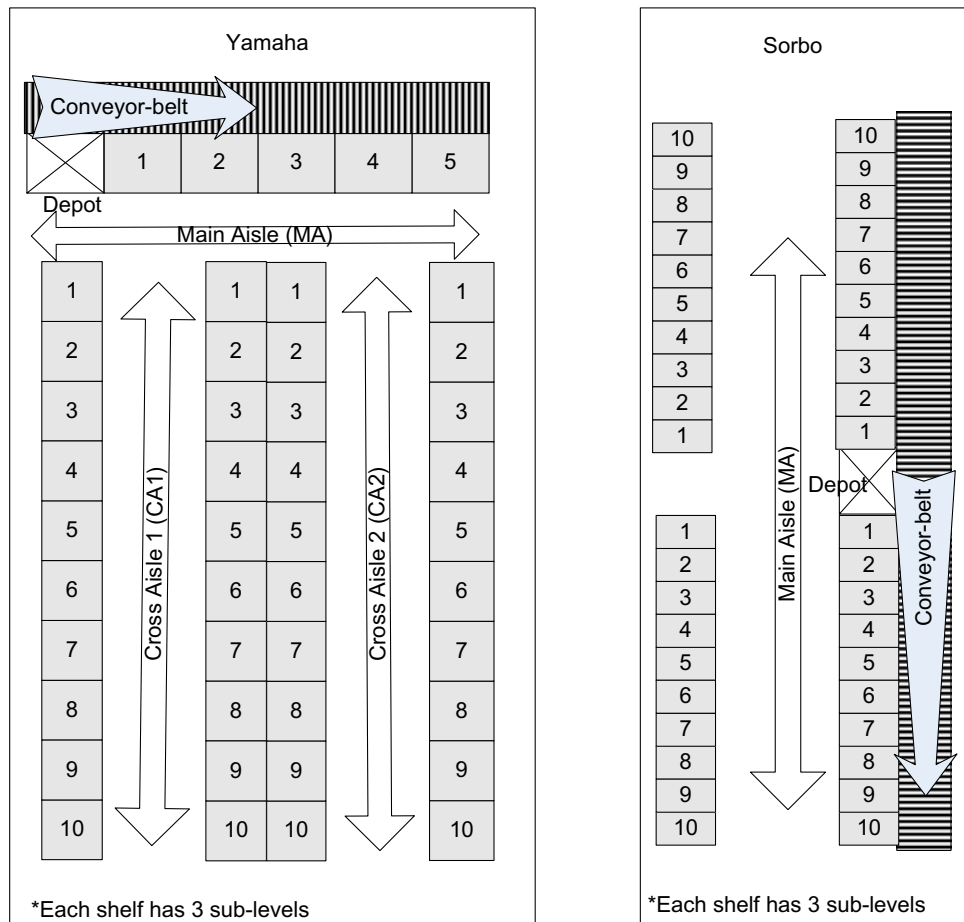 Yamaha
Conveyor-belt
1 2 3 4 5
Depot
Main Aisle (MA)
1 1 1 1
2 2 2 2
3 3 3 3
4 4 4 4
5 5 5 5
6 6 6 6
7 7 7 7
8 8 8 8
9 9 9 9
10 10 10 10
Cross Aisle 1 (CA1)
Cross Aisle 2 (CA2)
*Each shelf has 3 sub-levels
Sorbo
10 10
9 9
8 8
7 7
6 6
5 5
4 4
3 3
2 2
1 1
Depot
Main Aisle (MA)
Conveyor-belt
1 1
2 2
3 3
4 4
5 5
6 6
7 7
8 8
9 9
10 10
*Each shelf has 3 sub-levels